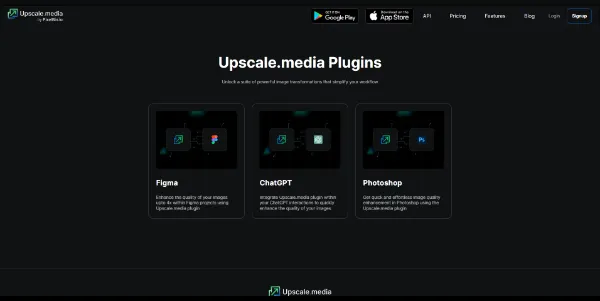 Upscale.media
by PixelBin.io
GET IT ON
Google Play
Download on the
App Store
API
Pricing
Features
Blog
Login
Signup
Upscale.media Plugins
Unlock a suite of powerful image transformations that simplify your workflow
Figma
Enhance the quality of your images
upto 4x within Figma projects using
Upscale.media plugin
ChatGPT
Integrate Upscale.media plugin within
your ChatGPT interactions to quickly
enhance the quality of your images
Ps
Photoshop
Get quick and effortless image quality
enhancement in Photoshop using the
Upscale.media plugin
Upscale.media